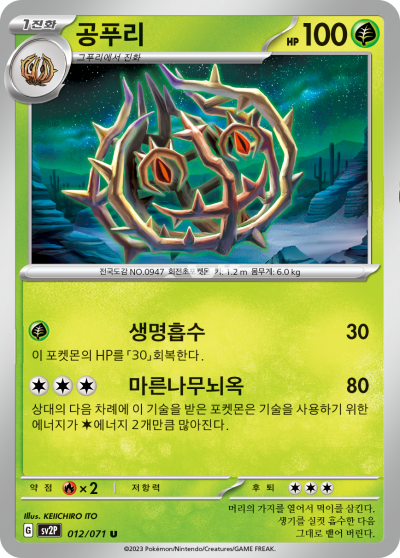 1진화
공푸리
HP 100
그푸리에서 진화
전국도감 NO.0947 회전초포켓몬 키: 1.2 m 몸무게: 6.0 kg
생명흡수 30
이 포켓몬의 HP를 「30」 회복한다.
마른나무뇌옥 80
상대의 다음 차례에 이 기술을 받은 포켓몬은 기술을 사용하기 위한
에너지가 에너지 2개만큼 많아진다.
약점 ×2 저항력 후퇴
Illus. KEIICHIRO ITO
G SV2P 012/071 U
머리의 가지를 열어서 먹이를 삼킨다.
생기를 실컷 흡수한 다음
그대로 뱉어 버린다.
©2023 Pokémon/Nintendo/Creatures/GAME FREAK.